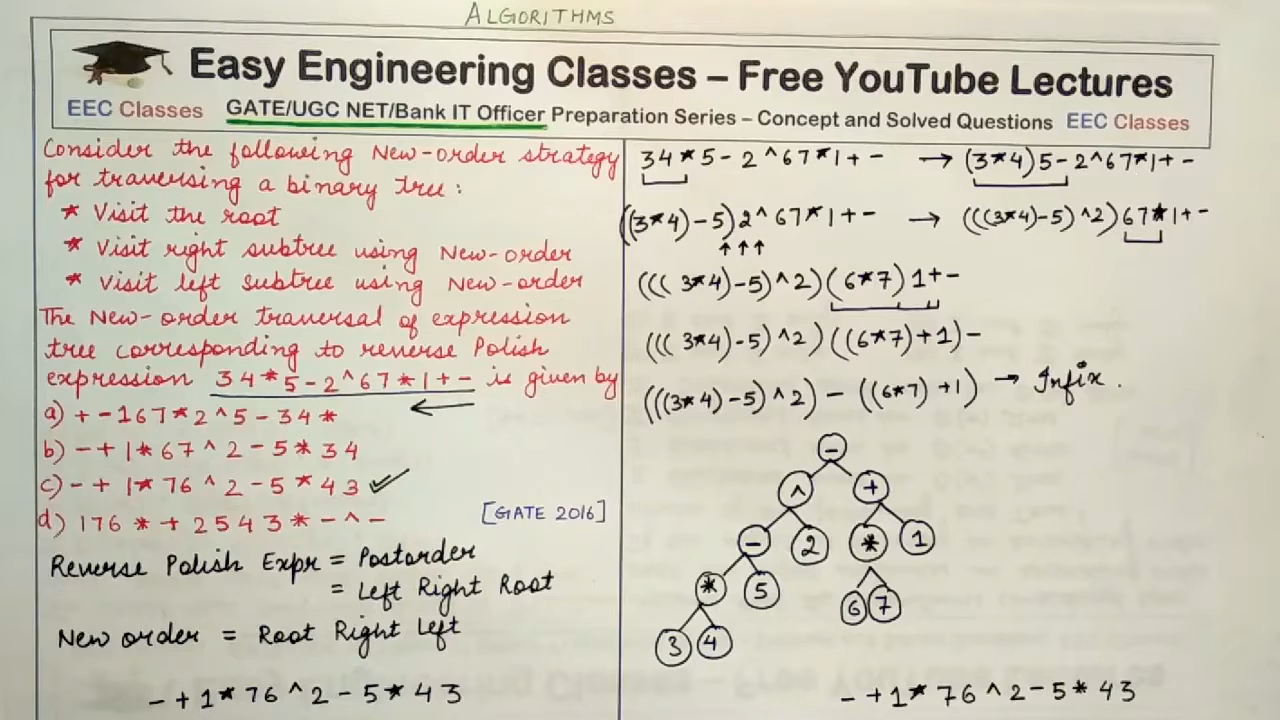 ALGORITHMS
Easy Engineering Classes – Free YouTube Lectures
EEC Classes GATE/UGC NET/Bank IT Officer Preparation Series – Concept and Solved Questions EEC Classes
Consider the following New-order strategy
for traversing a binary tree:
* Visit the root
* Visit right subtree using New-order
* Visit left subtree using New-order
The New-order traversal of expression
tree corresponding to reverse Polish
expression 34*5-2^67*1+- is given by
a) +-167*2^5-34*
b) -+1*67^2-5*34
c) -+1*76^2-5*43 ✓
d) 176*+2543*-^-
[GATE 2016]
Reverse Polish Expr = Postorder
= Left Right Root
New order = Root Right Left
-+1*76^2-5*43
34*5-2^67*1+- → (3*4)5-2^67*1+-
((3*4)-5)2^67*1+- → (((3*4)-5)^2)67*1+-
(((3*4)-5)^2)(6*7)1+-
(((3*4)-5)^2)((6*7)+1)-
(((3*4)-5)^2)-((6*7)+1) → Infix.
-
^ +
- 2 * 1
* 5 6 7
3 4
-+1*76^2-5*43